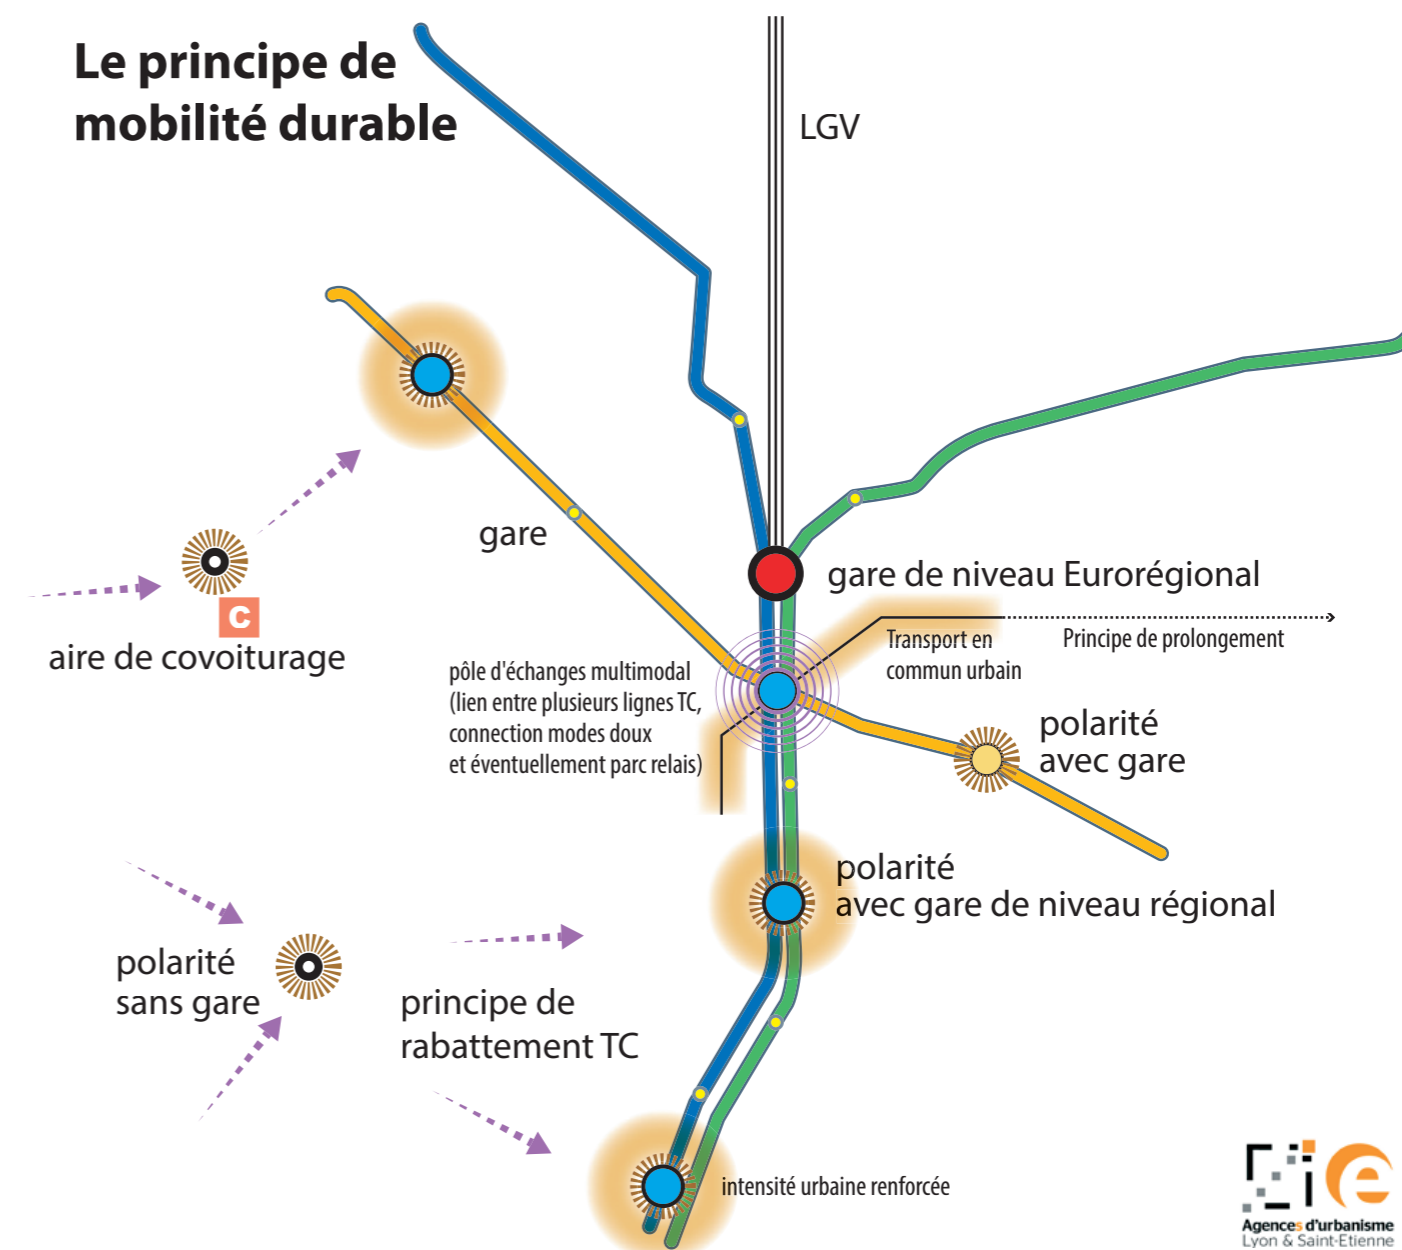 Le principe de
mobilité durable
LGV
gare
gare de niveau Eurorégional
C
aire de covoiturage
Transport en
commun urbain
Principe de prolongement
pôle d'échanges multimodal
(lien entre plusieurs lignes TC,
connection modes doux
et éventuellement parc relais)
polarité
avec gare
polarité
avec gare de niveau régional
polarité
sans gare
principe de
rabattement TC
intensité urbaine renforcée
Agences d'urbanisme
Lyon & Saint-Etienne